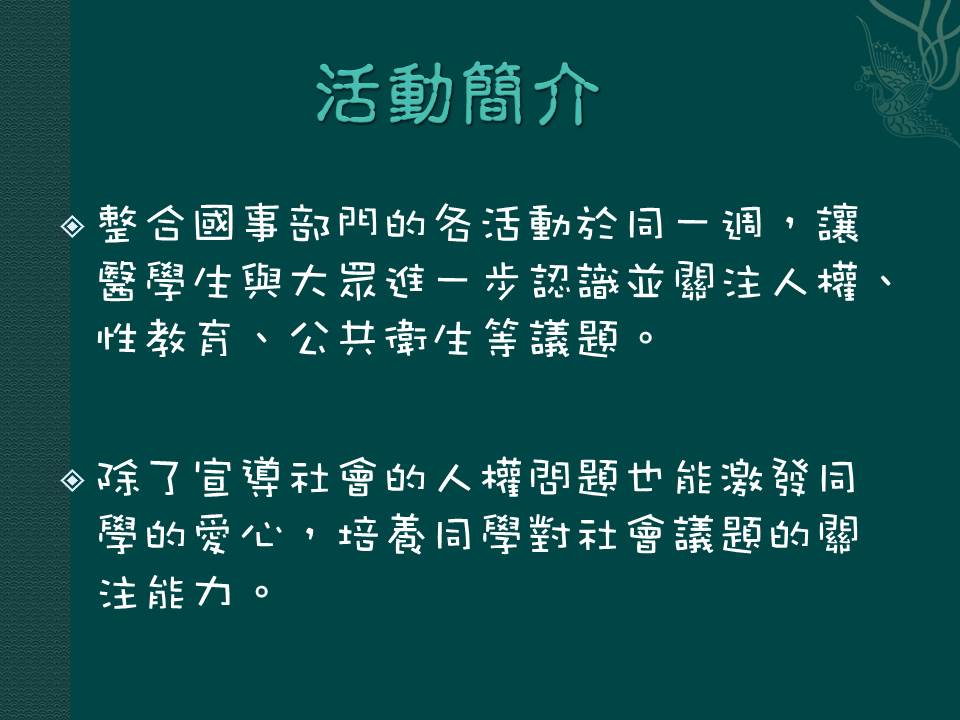 活動簡介
整合國事部門的各活動於同一週，讓
醫學生與大眾進一步認識並關注人權、
性教育、公共衛生等議題。
除了宣導社會的人權問題也能激發同
學的愛心，培養同學對社會議題的關
注能力。